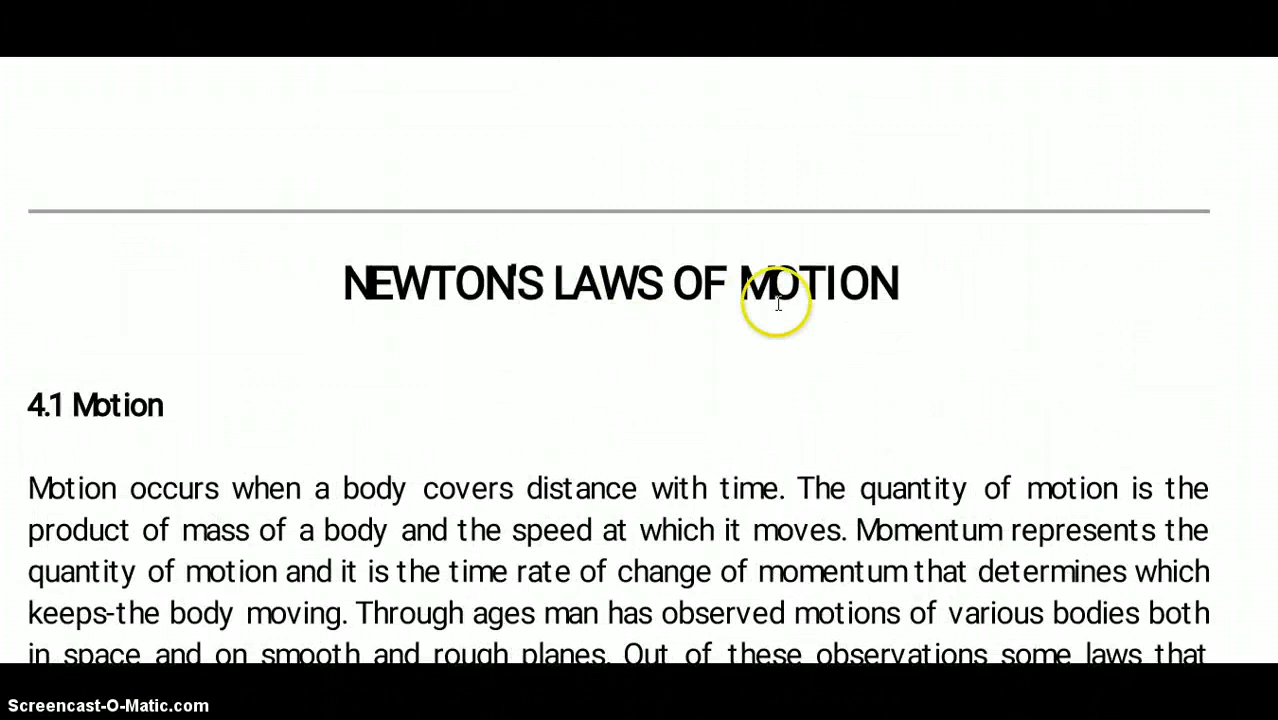 NEWTON'S LAWS OF MOTION
4.1 Motion
Motion occurs when a body covers distance with time. The quantity of motion is the
product of mass of a body and the speed at which it moves. Momentum represents the
quantity of motion and it is the time rate of change of momentum that determines which
keeps-the body moving. Through ages man has observed motions of various bodies both
in space and on smooth and rough planes. Out of these observations some laws that
Screencast-O-Matic.com